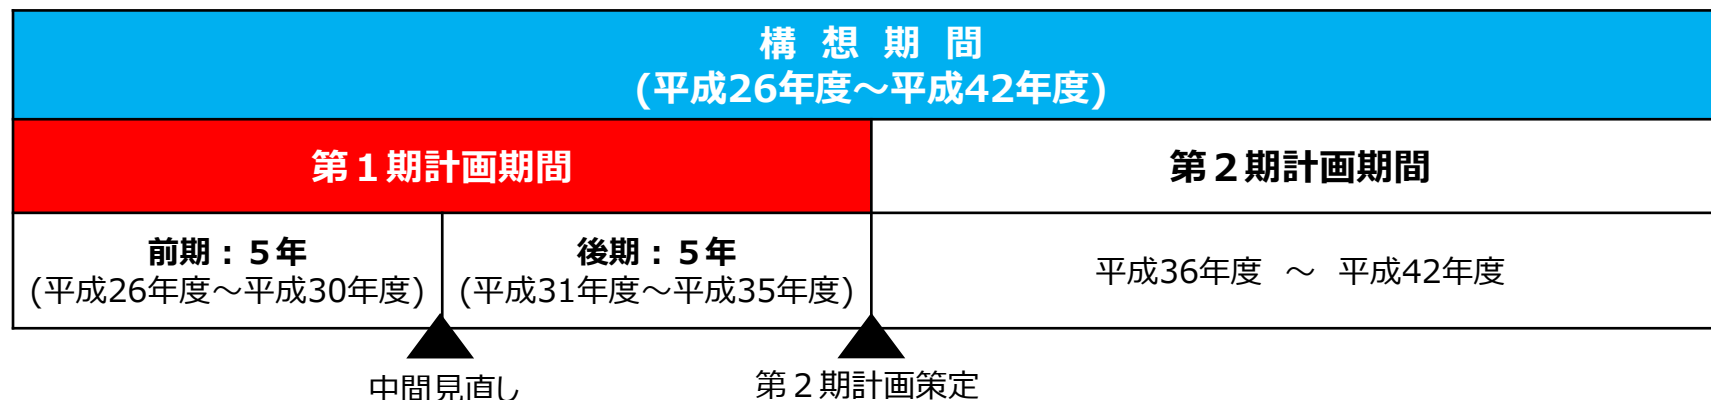 構 想 期 間
(平成26年度～平成42年度)
第１期計画期間
第２期計画期間
前期：５年
(平成26年度～平成30年度)
後期：５年
(平成31年度～平成35年度)
平成36年度 ～ 平成42年度
中間見直し
第２期計画策定